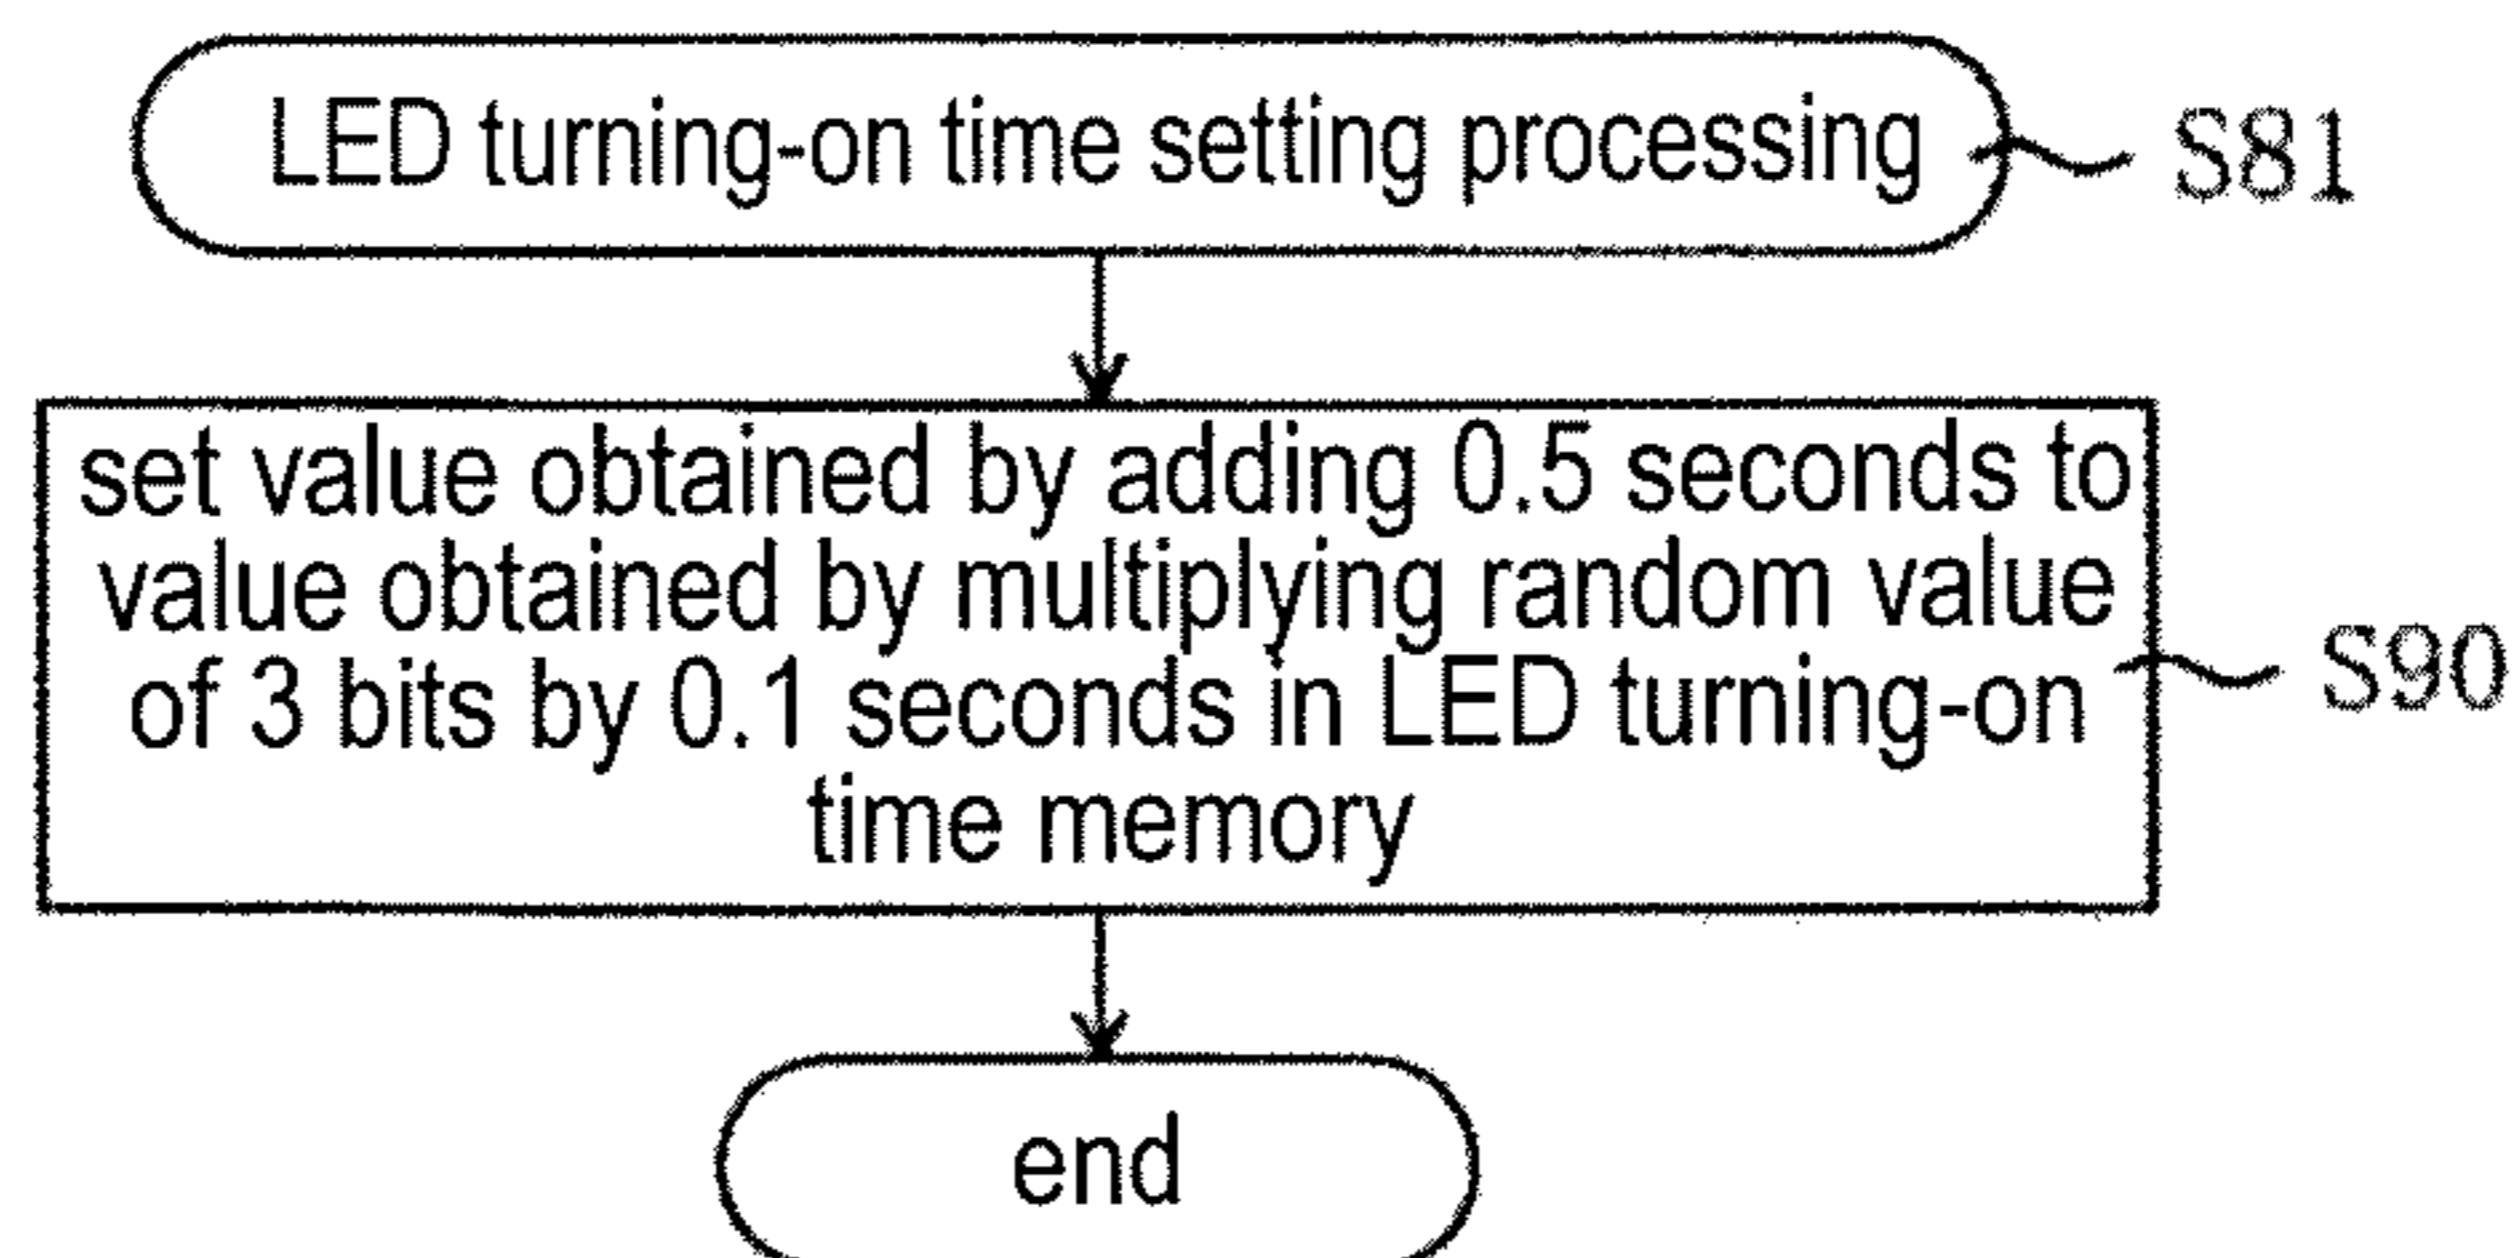 LED turning-on time setting processing
S81
set value obtained by adding 0.5 seconds to
value obtained by multiplying random value
of 3 bits by 0.1 seconds in LED turning-on
time memory
S90
end